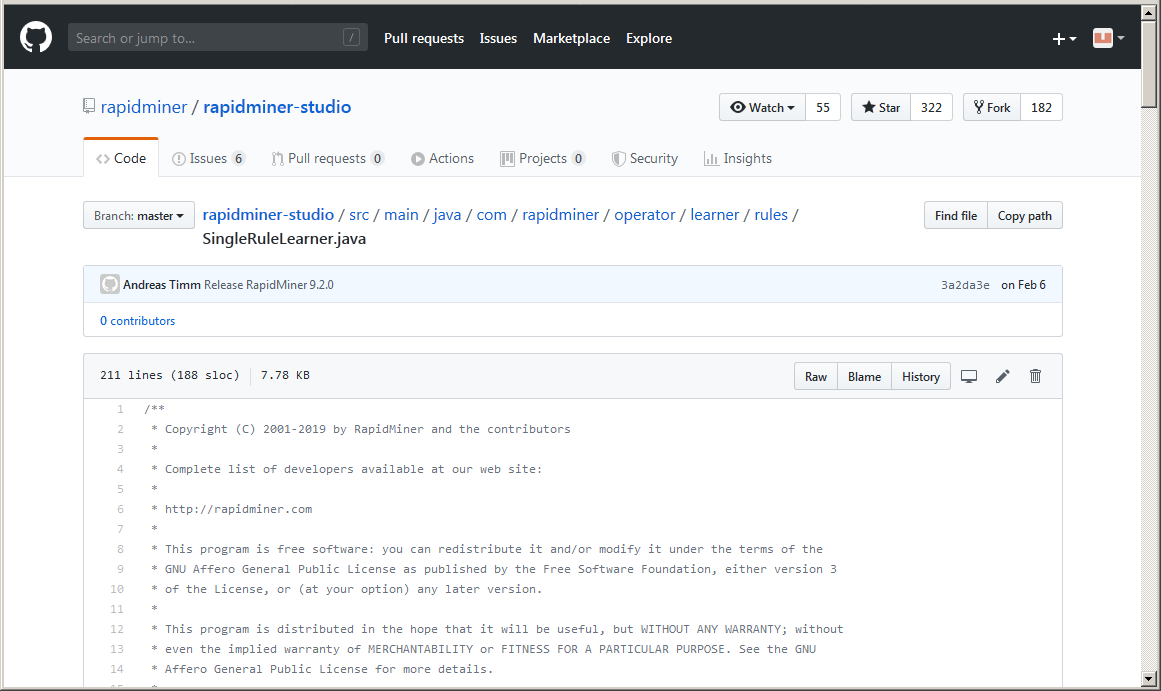 Search or jump to… /
Pull requests Issues Marketplace Explore
rapidminer / rapidminer-studio
Watch 55 Star 322 Fork 182
Code Issues 6 Pull requests 0 Actions Projects 0 Security Insights
Branch: master rapidminer-studio / src / main / java / com / rapidminer / operator / learner / rules /
SingleRuleLearner.java
Find file Copy path
Andreas Timm Release RapidMiner 9.2.0 3a2da3e on Feb 6
0 contributors
211 lines (188 sloc) 7.78 KB Raw Blame History
1 /**
2 * Copyright (C) 2001-2019 by RapidMiner and the contributors
3 *
4 * Complete list of developers available at our web site:
5 *
6 * http://rapidminer.com
7 *
8 * This program is free software: you can redistribute it and/or modify it under the terms of the
9 * GNU Affero General Public License as published by the Free Software Foundation, either version 3
10 * of the License, or (at your option) any later version.
11 *
12 * This program is distributed in the hope that it will be useful, but WITHOUT ANY WARRANTY; without
13 * even the implied warranty of MERCHANTABILITY or FITNESS FOR A PARTICULAR PURPOSE. See the GNU
14 * Affero General Public License for more details.
15 *